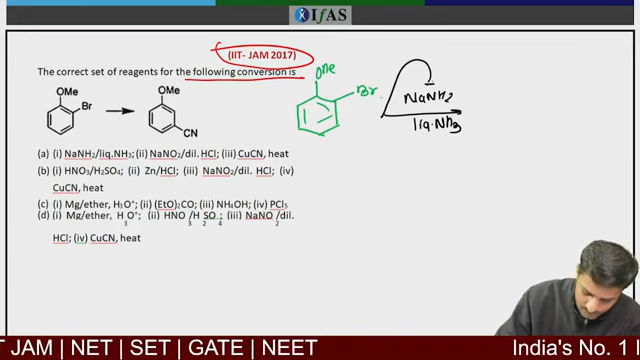 IFAS
(IIT- JAM 2017)
The correct set of reagents for the following conversion is
OMe
Br
OMe
CN
OMe
Br
NaNH2
liq.NH3
(a) (i) NaNH2/liq.NH3; (ii) NaNO2/dil. HCl; (iii) CuCN, heat
(b) (i) HNO3/H2SO4; (ii) Zn/HCl; (iii) NaNO2/dil. HCl; (iv)
CuCN, heat
(c) (i) Mg/ether, H3O⁺; (ii) (EtO)2CO; (iii) NH4OH; (iv) PCl5
(d) (i) Mg/ether, H3O⁺; (ii) HNO3/H2SO4; (iii) NaNO2/dil.
HCl; (iv) CuCN, heat
T JAM | NET | SET | GATE | NEET
India's No. 1 |